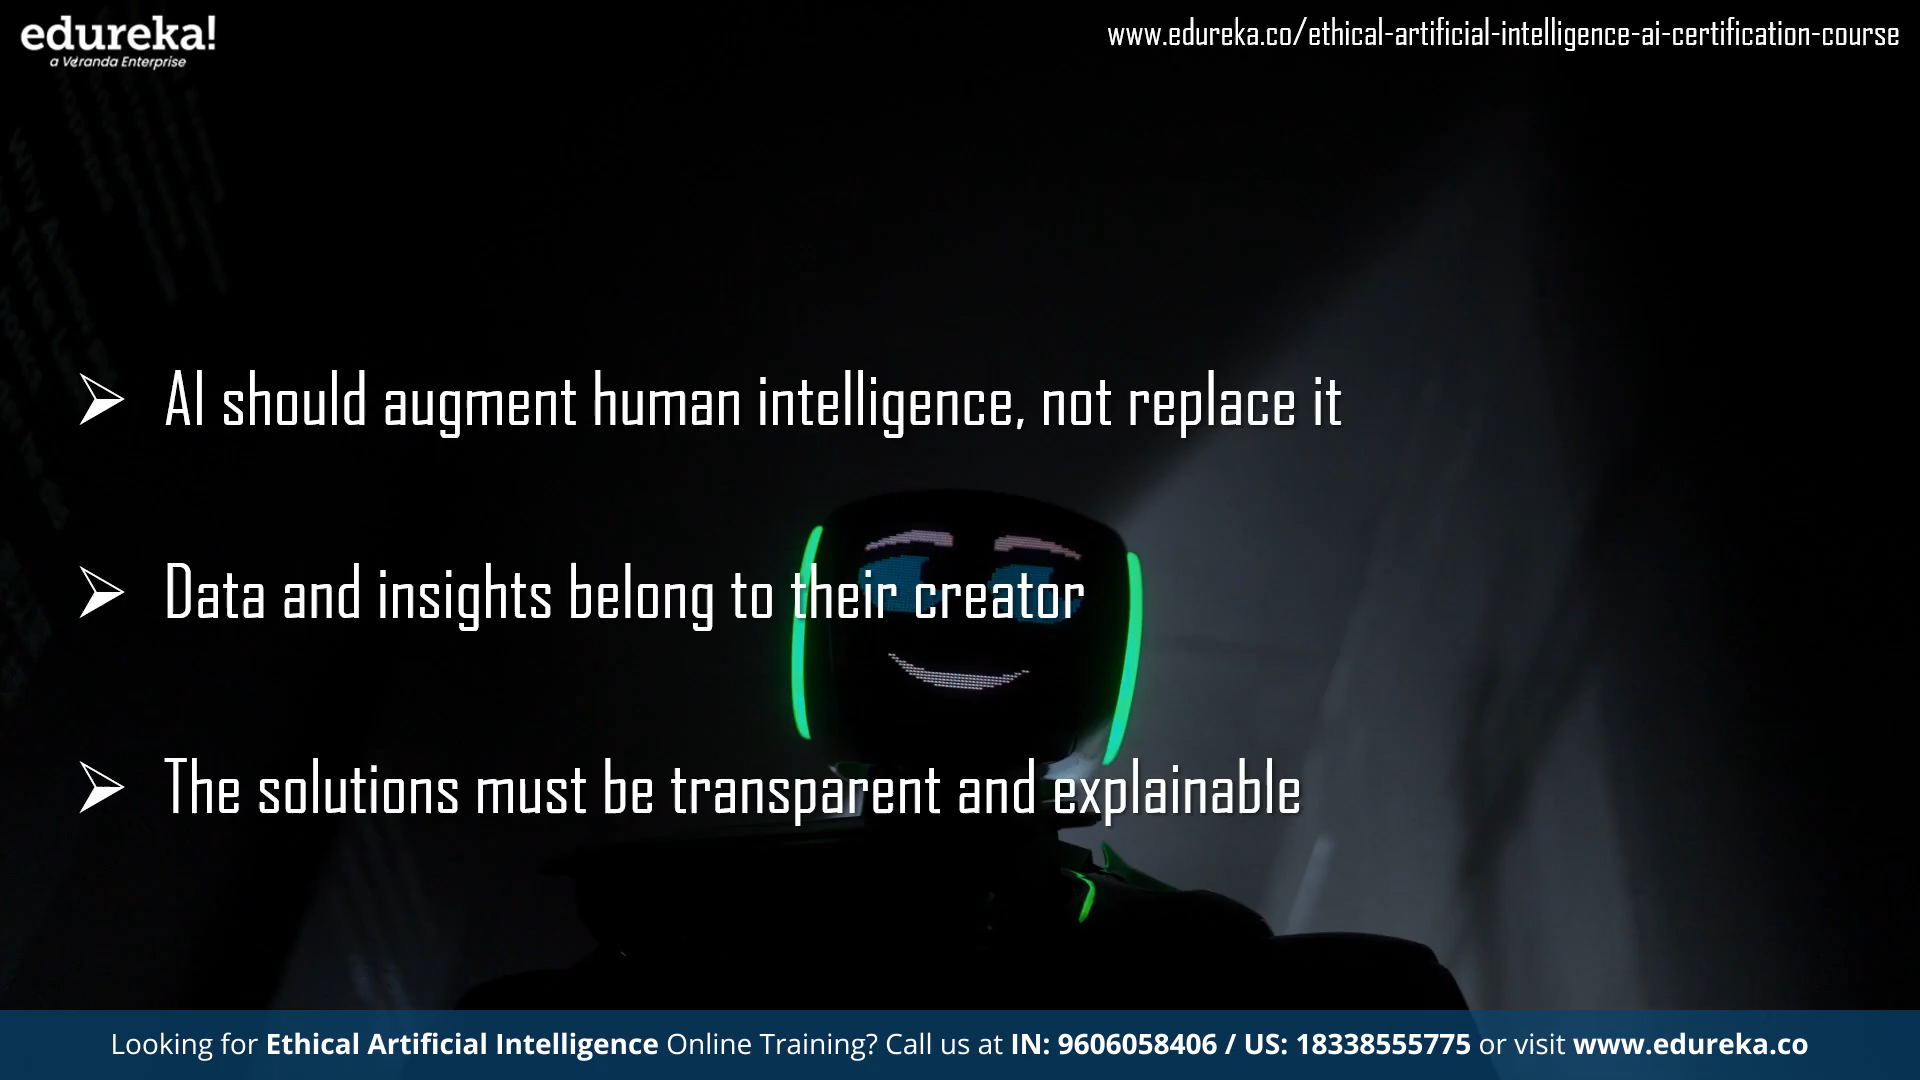 edureka!
a Veranda Enterprise
www.edureka.co/ethical-artificial-intelligence-ai-certification-course
AI should augment human intelligence, not replace it
Data and insights belong to their creator
The solutions must be transparent and explainable
Looking for Ethical Artificial Intelligence Online Training? Call us at IN: 9606058406 / US: 18338555775 or visit www.edureka.co